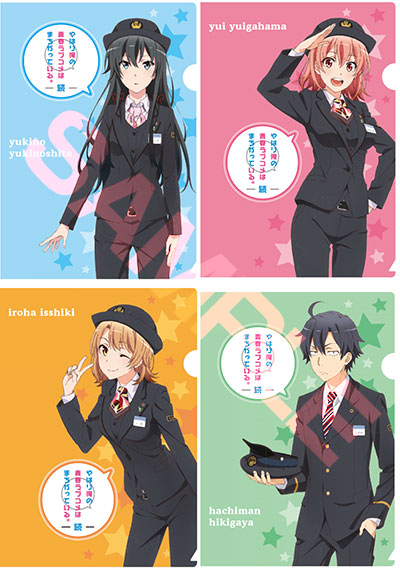 やはり俺の
青春ラブコメは
まちがっている。
続
yukino
yukinoshita
yui yuigahama
やはり俺の
青春ラブコメは
まちがっている。
続
iroha isshiki
やはり俺の
青春ラブコメは
まちがっている。
続
やはり俺の
青春ラブコメは
まちがっている。
続
hachiman
hikigaya